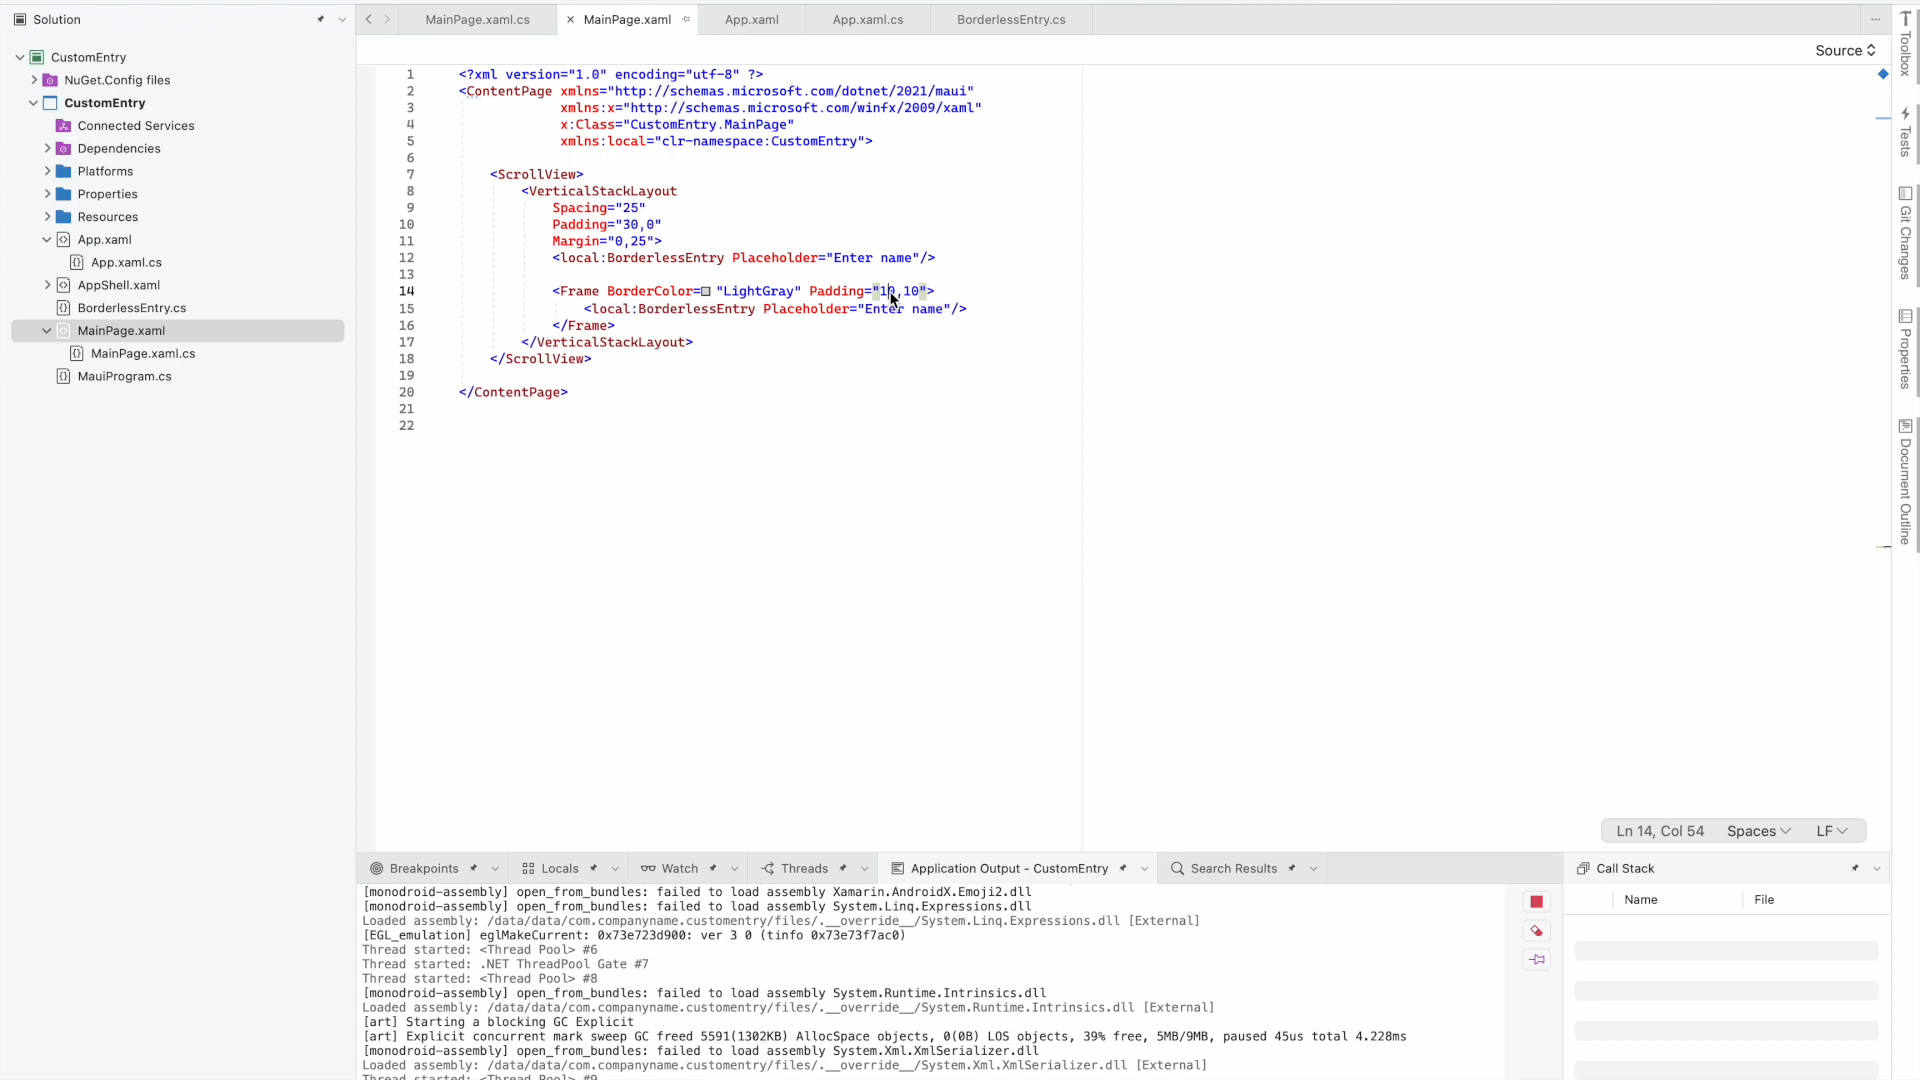 Solution
CustomEntry
NuGet.Config files
CustomEntry
Connected Services
Dependencies
Platforms
Properties
Resources
App.xaml
App.xaml.cs
AppShell.xaml
BorderlessEntry.cs
MainPage.xaml
MainPage.xaml.cs
MauiProgram.cs
MainPage.xaml.cs
MainPage.xaml
App.xaml
App.xaml.cs
BorderlessEntry.cs
Source
1 <?xml version="1.0" encoding="utf-8" ?>
2 <ContentPage xmlns="http://schemas.microsoft.com/dotnet/2021/maui"
3 xmlns:x="http://schemas.microsoft.com/winfx/2009/xaml"
4 x:Class="CustomEntry.MainPage"
5 xmlns:local="clr-namespace:CustomEntry">
6
7 <ScrollView>
8 <VerticalStackLayout
9 Spacing="25"
10 Padding="30,0"
11 Margin="0,25">
12 <local:BorderlessEntry Placeholder="Enter name"/>
13
14 <Frame BorderColor="LightGray" Padding="10,10">
15 <local:BorderlessEntry Placeholder="Enter name"/>
16 </Frame>
17 </VerticalStackLayout>
18 </ScrollView>
19
20 </ContentPage>
21
22
Ln 14, Col 54
Spaces
LF
Toolbox
Tests
Git Changes
Properties
Document Outline
Breakpoints
Locals
Watch
Threads
Application Output - CustomEntry
Search Results
[monodroid-assembly] open_from_bundles: failed to load assembly Xamarin.AndroidX.Emoji2.dll
[monodroid-assembly] open_from_bundles: failed to load assembly System.Linq.Expressions.dll
Loaded assembly: /data/data/com.companyname.customentry/files/.__override__/System.Linq.Expressions.dll [External]
[EGL_emulation] eglMakeCurrent: 0x73e723d900: ver 3 0 (tinfo 0x73e73f7ac0)
Thread started: <Thread Pool> #6
Thread started: .NET ThreadPool Gate #7
Thread started: <Thread Pool> #8
[monodroid-assembly] open_from_bundles: failed to load assembly System.Runtime.Intrinsics.dll
Loaded assembly: /data/data/com.companyname.customentry/files/.__override__/System.Runtime.Intrinsics.dll [External]
[art] Starting a blocking GC Explicit
[art] Explicit concurrent mark sweep GC freed 5591(1302KB) AllocSpace objects, 0(0B) LOS objects, 39% free, 5MB/9MB, paused 45us total 4.228ms
[monodroid-assembly] open_from_bundles: failed to load assembly System.Xml.XmlSerializer.dll
Loaded assembly: /data/data/com.companyname.customentry/files/.__override__/System.Xml.XmlSerializer.dll [External]
Thread started: <Thread Pool> #9
Call Stack
Name
File